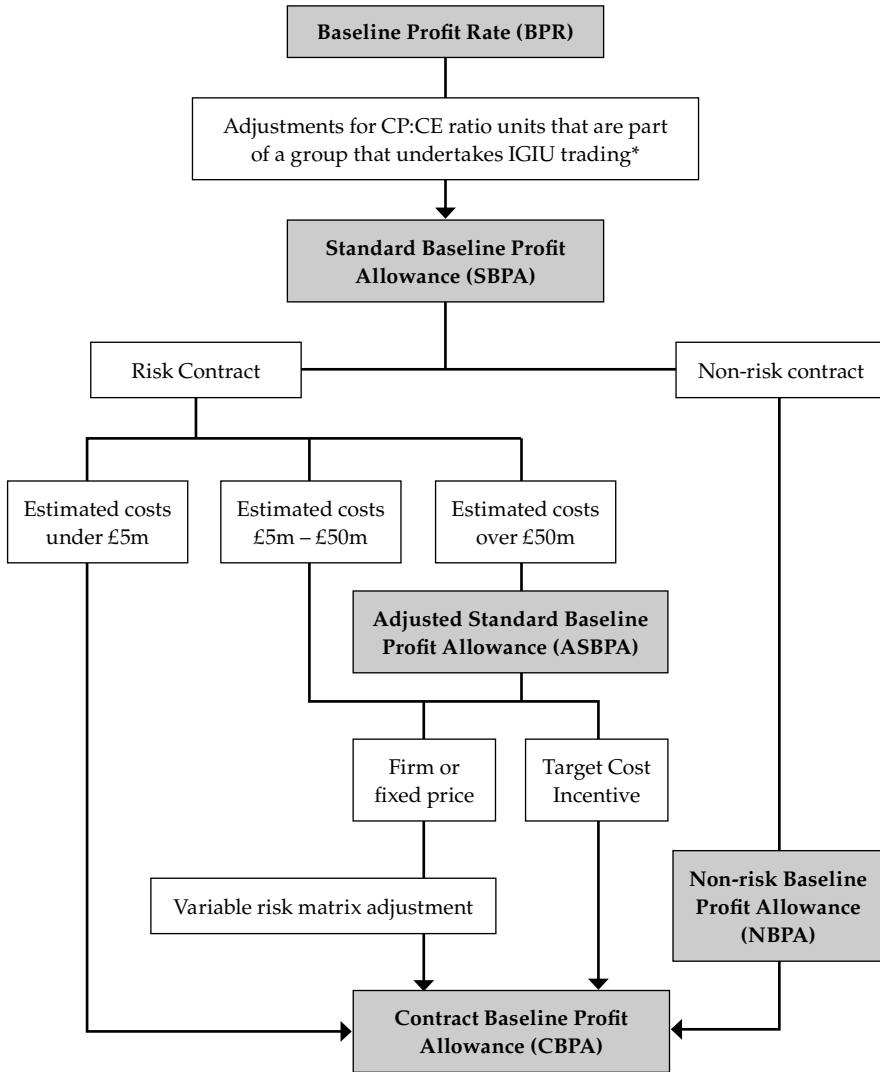 Baseline Profit Rate (BPR)
Adjustments for CP:CE ratio units that are part
of a group that undertakes IGIU trading*
Standard Baseline Profit
Allowance (SBPA)
Risk Contract
Non-risk contract
Estimated costs
under £5m
Estimated costs
£5m – £50m
Estimated costs
over £50m
Adjusted Standard Baseline
Profit Allowance (ASBPA)
Firm or
fixed price
Target Cost
Incentive
Variable risk matrix adjustment
Non-risk Baseline
Profit Allowance
(NBPA)
Contract Baseline Profit
Allowance (CBPA)